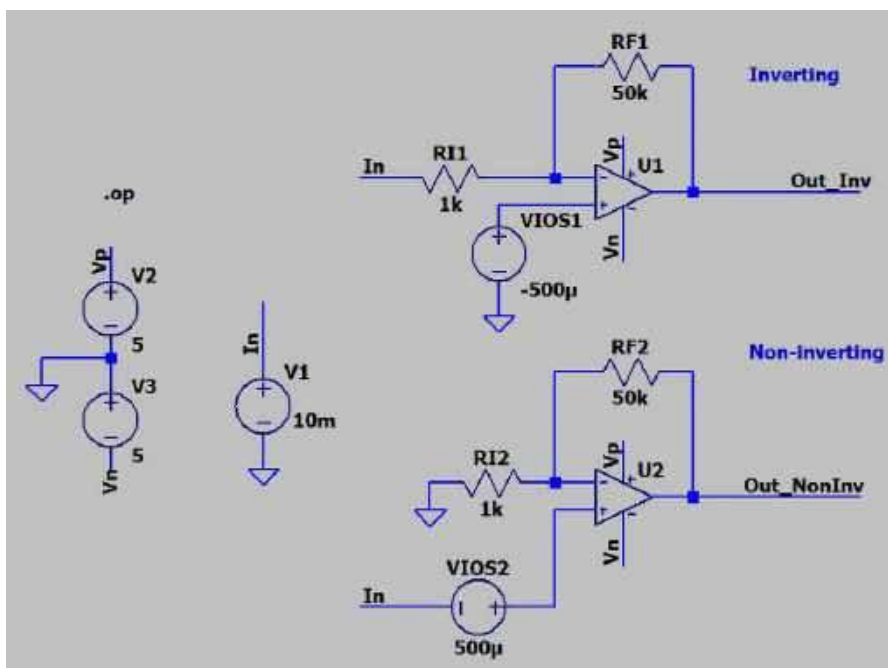 RF1
50k
Inverting
In
RI1
1k
Vp
U1
Out_Inv
VIOS1
Vn
-500µ
.op
Vp
V2
5
V3
5
Vn
In
V1
10m
RF2
50k
Non-inverting
RI2
1k
Vp
U2
Out_NonInv
Vn
In
VIOS2
500µ